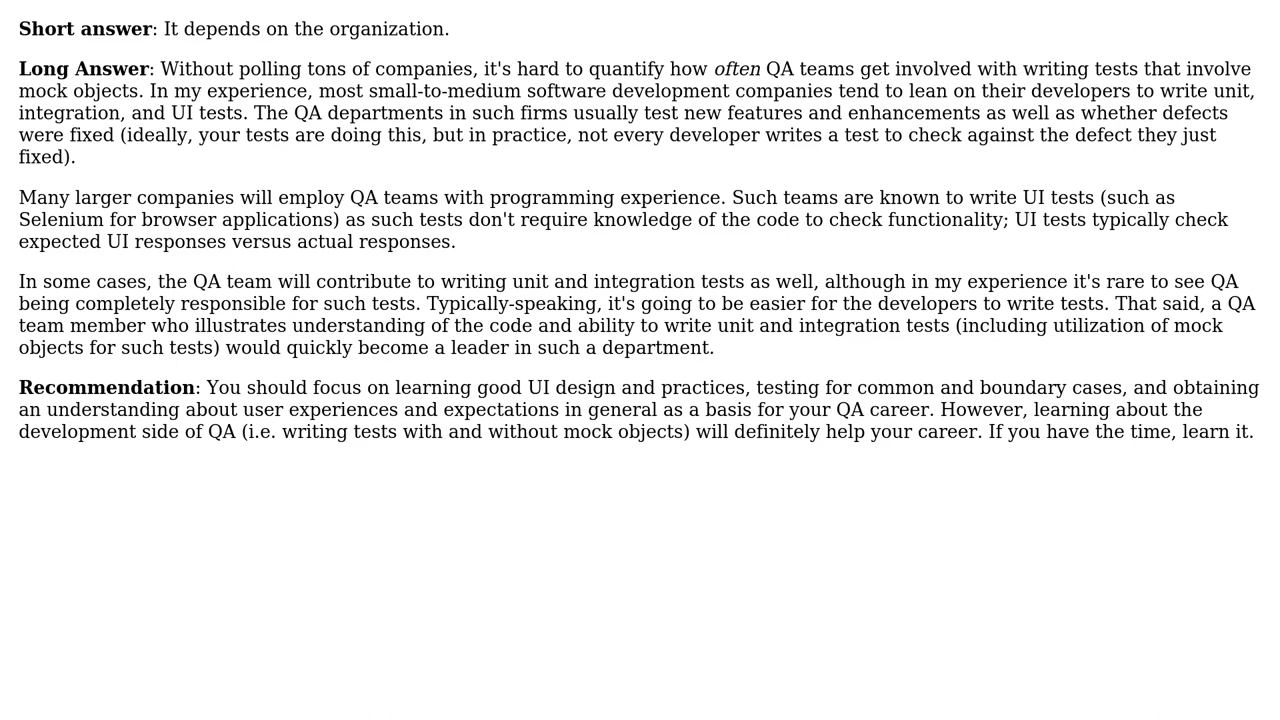 Short answer: It depends on the organization.
Long Answer: Without polling tons of companies, it's hard to quantify how often QA teams get involved with writing tests that involve
mock objects. In my experience, most small-to-medium software development companies tend to lean on their developers to write unit,
integration, and UI tests. The QA departments in such firms usually test new features and enhancements as well as whether defects
were fixed (ideally, your tests are doing this, but in practice, not every developer writes a test to check against the defect they just
fixed).
Many larger companies will employ QA teams with programming experience. Such teams are known to write UI tests (such as
Selenium for browser applications) as such tests don't require knowledge of the code to check functionality; UI tests typically check
expected UI responses versus actual responses.
In some cases, the QA team will contribute to writing unit and integration tests as well, although in my experience it's rare to see QA
being completely responsible for such tests. Typically-speaking, it's going to be easier for the developers to write tests. That said, a QA
team member who illustrates understanding of the code and ability to write unit and integration tests (including utilization of mock
objects for such tests) would quickly become a leader in such a department.
Recommendation: You should focus on learning good UI design and practices, testing for common and boundary cases, and obtaining
an understanding about user experiences and expectations in general as a basis for your QA career. However, learning about the
development side of QA (i.e. writing tests with and without mock objects) will definitely help your career. If you have the time, learn it.